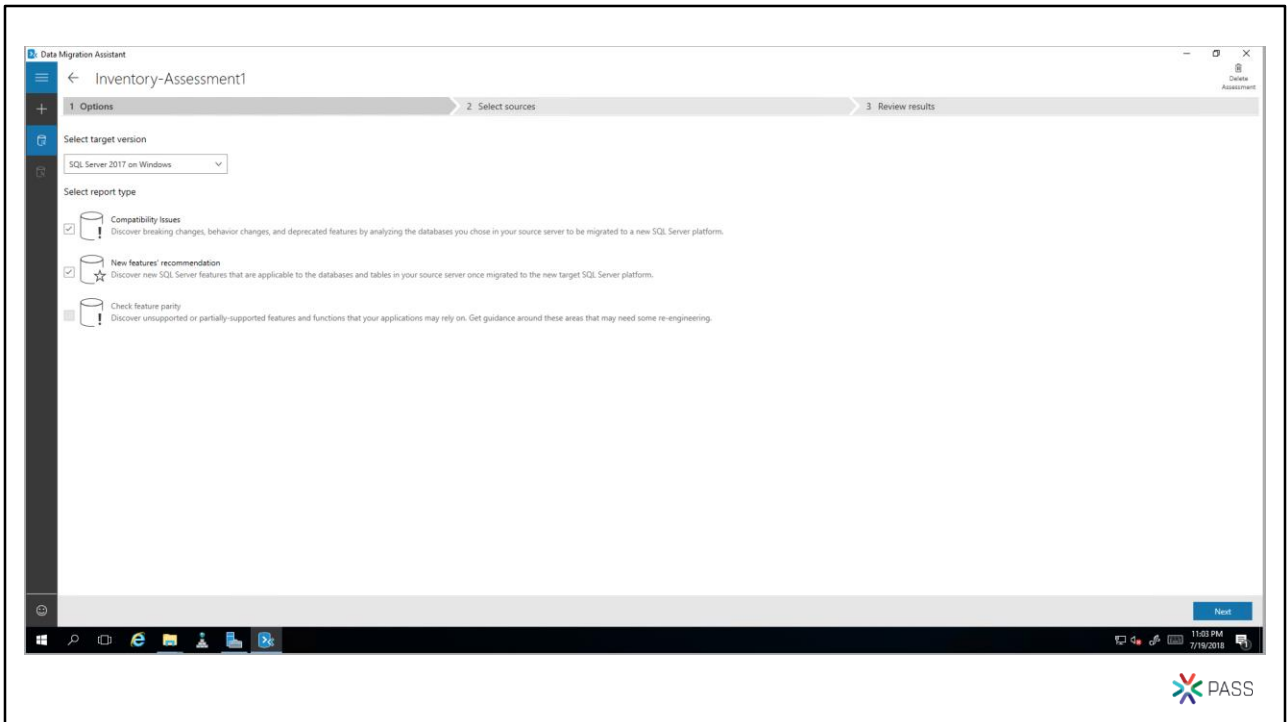 Data Migration Assistant
Inventory-Assessment1
Delete
Assessment
1 Options
2 Select sources
3 Review results
Select target version
SQL Server 2017 on Windows
Select report type
Compatibility Issues
Discover breaking changes, behavior changes, and deprecated features by analyzing the databases you chose in your source server to be migrated to a new SQL Server platform.
New features' recommendation
Discover new SQL Server features that are applicable to the databases and tables in your source server once migrated to the new target SQL Server platform.
Check feature parity
Discover unsupported or partially-supported features and functions that your applications may rely on. Get guidance around these areas that may need some re-engineering.
Next
11:03 PM
7/19/2018
PASS